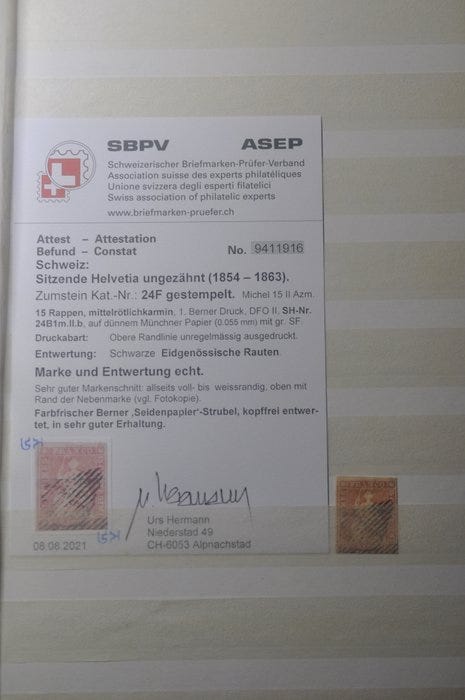 SBPV ASEP
Schweizerischer Briefmarken-Prüfer-Verband
Association suisse des experts philatéliques
Unione svizzera degli esperti filatelici
Swiss association of philatelic experts
www.briefmarken-pruefer.ch
Attest – Attestation
Befund – Constat No. 9411916
Schweiz:
Sitzende Helvetia ungezähnt (1854 – 1863).
Zumstein Kat.-Nr.: 24F gestempelt. Michel 15 II Azm.
15 Rappen, mittelrötlichkarmin, 1. Berner Druck, DFO II, SH-Nr.
24B1m.II.b, auf dünnem Münchner Papier (0.055 mm) mit gr. SF.
Druckabart: Obere Randlinie unregelmässig ausgedruckt.
Entwertung: Schwarze Eidgenössische Rauten.
Marke und Entwertung echt.
Sehr guter Markenschnitt: allseits voll- bis weissrandig, oben mit
Rand der Nebenmarke (vgl. Fotokopie).
Farbfrischer Berner ‚Seidenpapier'-Strubel, kopffrei entwer-
tet, in sehr guter Erhaltung.
FRANCO
Urs Hermann
Niederstad 49
CH-6053 Alpnachstad
08.08.2021
FRANCO